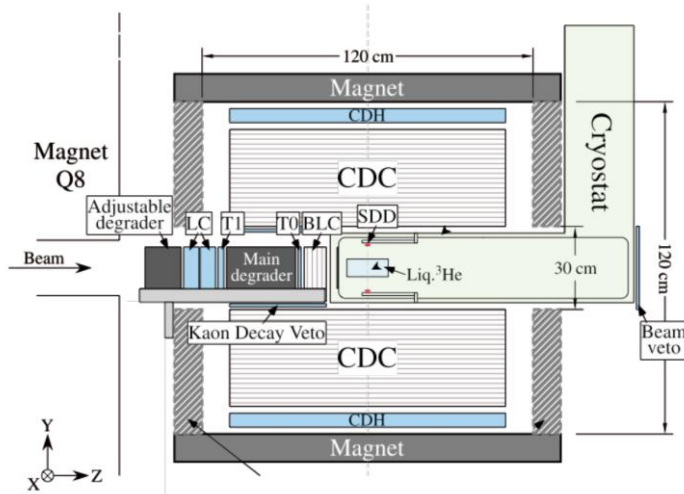 120 cm
Magnet
CDH
Magnet
Q8
CDC
Cryostat
Adjustable
degrader
LC
T1
T0
BLC
SDD
Beam
Main
degrader
Liq.³He
30 cm
120 cm
Kaon Decay Veto
Beam
veto
CDC
CDH
Magnet
Y
X
Z